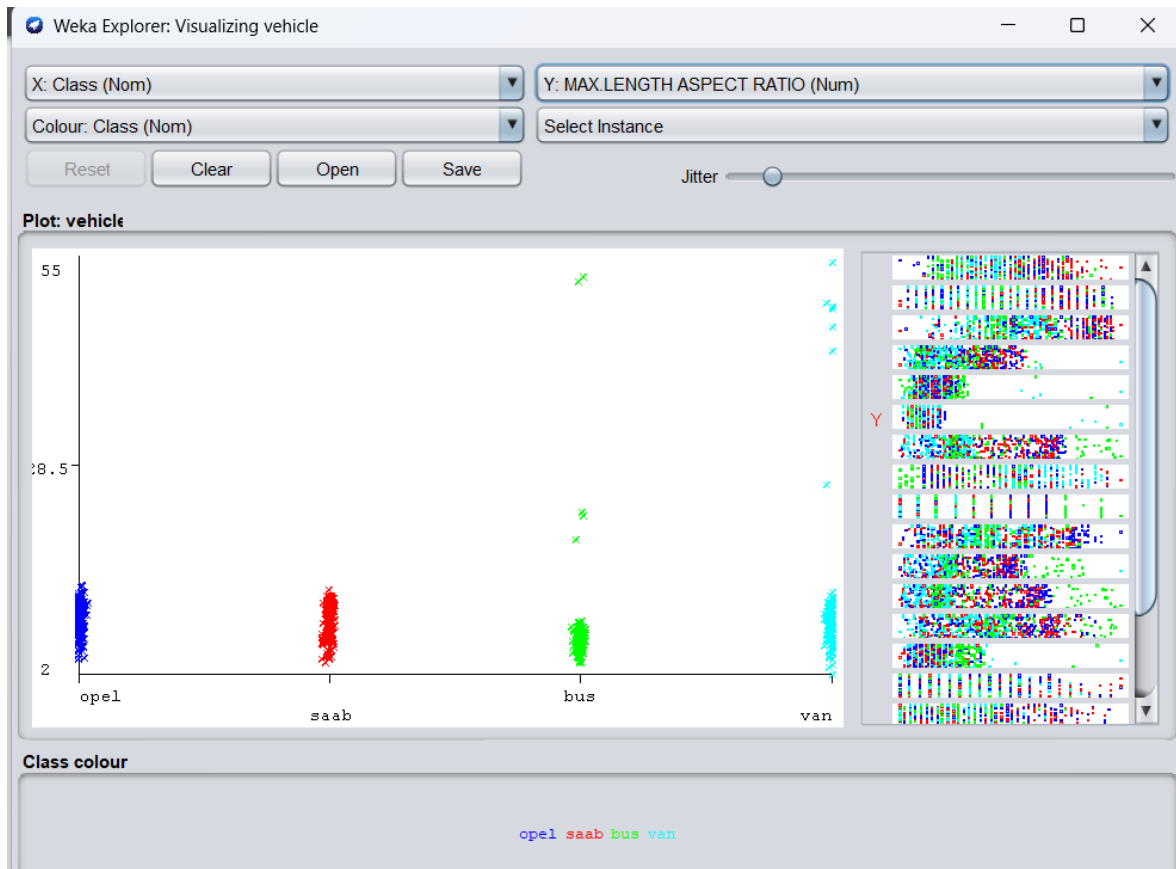 Weka Explorer: Visualizing vehicle
X: Class (Nom)
Y: MAX.LENGTH ASPECT RATIO (Num)
Colour: Class (Nom)
Select Instance
Reset
Clear
Open
Save
Jitter
Plot: vehicle
55
28.5
2
opel
saab
bus
van
Y
Class colour
opel saab bus van